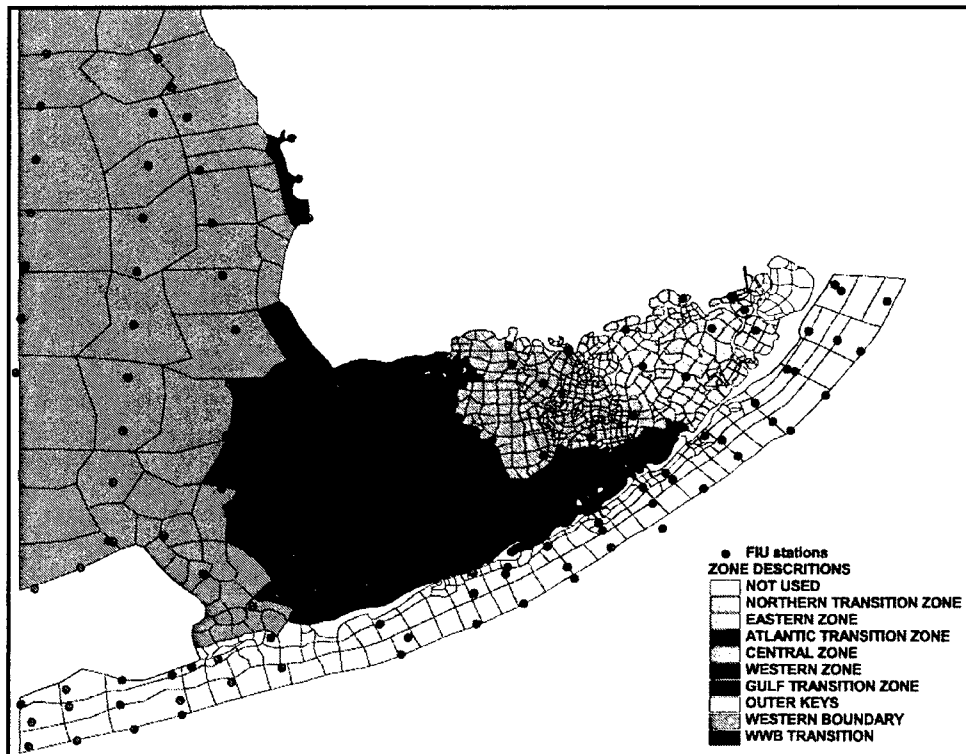 FIU stations
ZONE DESCRITIONS
NOT USED
NORTHERN TRANSITION ZONE
EASTERN ZONE
ATLANTIC TRANSITION ZONE
CENTRAL ZONE
WESTERN ZONE
GULF TRANSITION ZONE
OUTER KEYS
WESTERN BOUNDARY
WWB TRANSITION